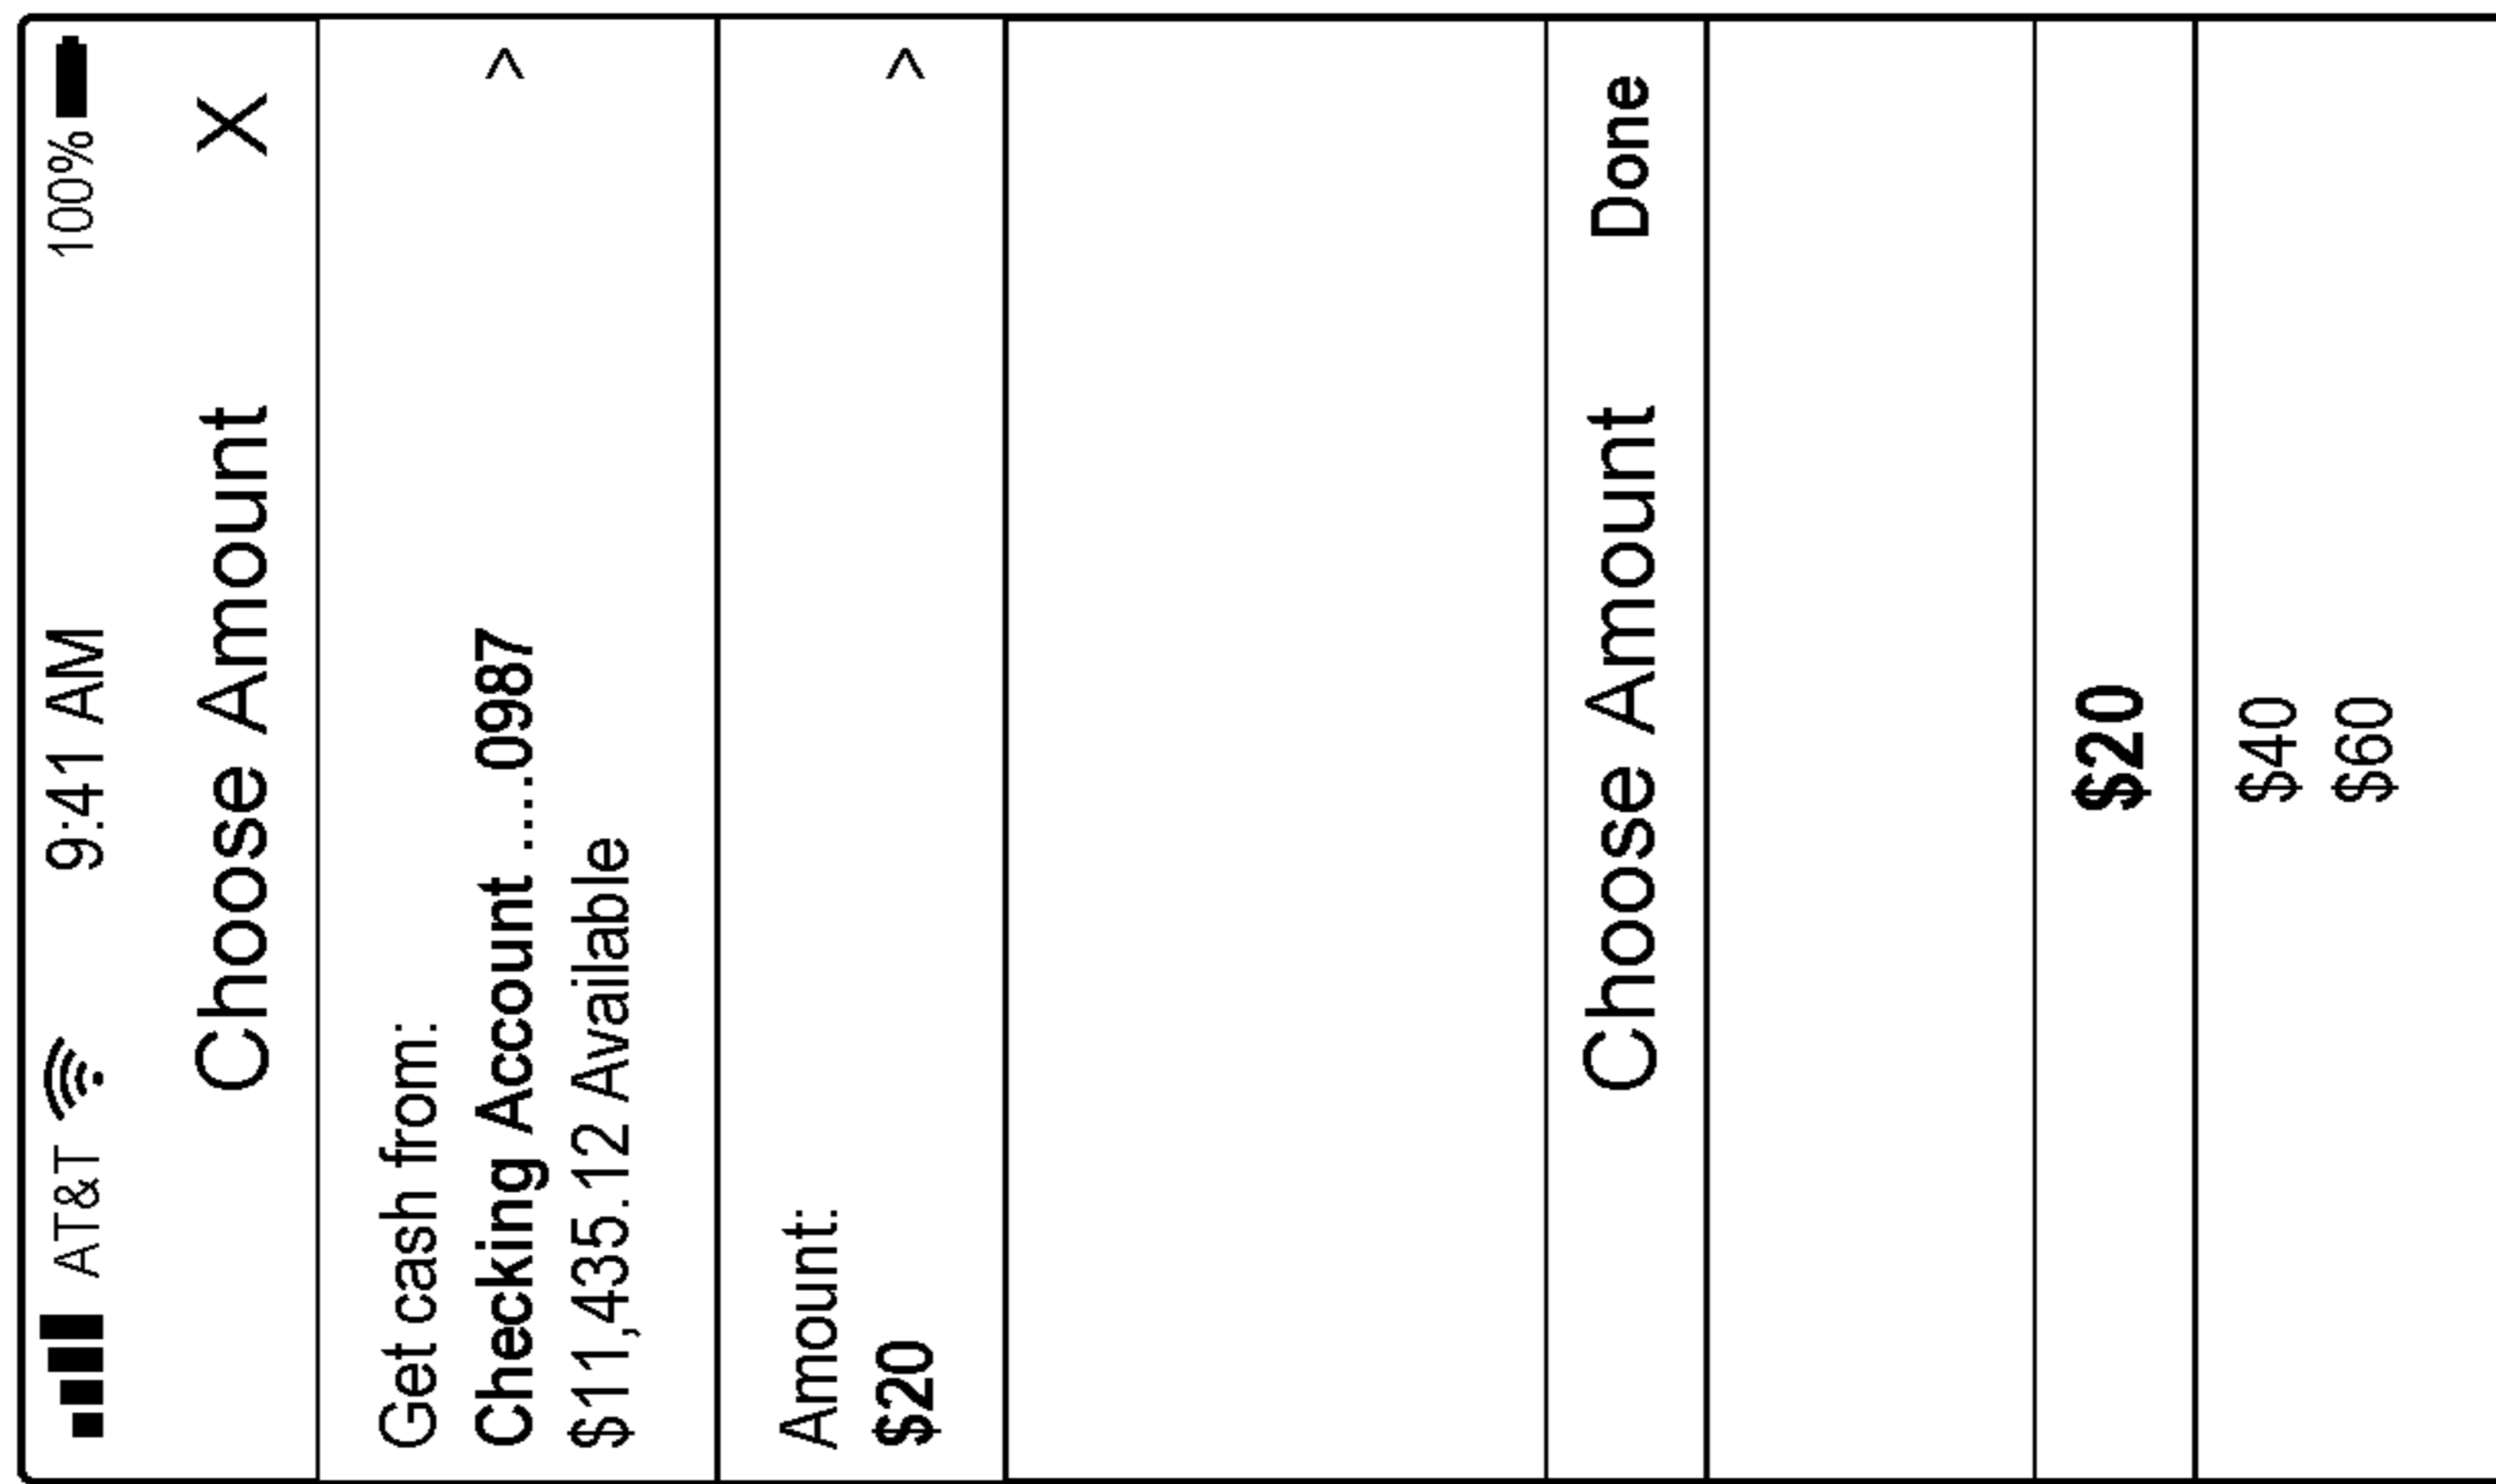 AT&T 9:41 AM 100%
Choose Amount X
Get cash from:
Checking Account ....0987 >
$11,435.12 Available
Amount:
$20 >
Choose Amount Done
$20
$40
$60